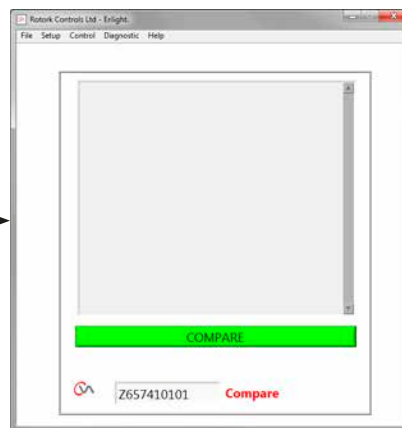 Rotork Controls Ltd - Enlight.
File Setup Control Diagnostic Help
COMPARE
Z657410101 Compare